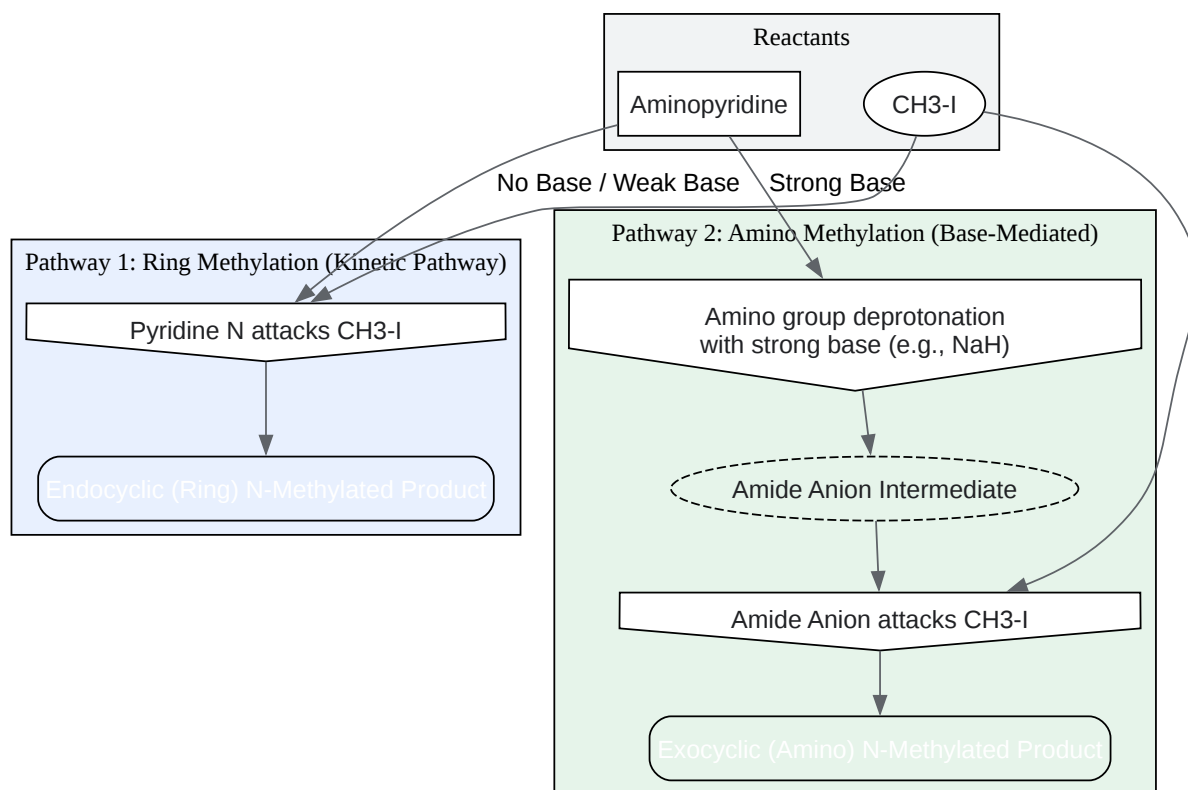 Reactants
Aminopyridine
CH3-I
No Base / Weak Base
Strong Base
Pathway 1: Ring Methylation (Kinetic Pathway)
Pyridine N attacks CH3-I
Endocyclic (Ring) N-Methylated Product
Pathway 2: Amino Methylation (Base-Mediated)
Amino group deprotonation
with strong base (e.g., NaH)
Amide Anion Intermediate
Amide Anion attacks CH3-I
Exocyclic (Amino) N-Methylated Product